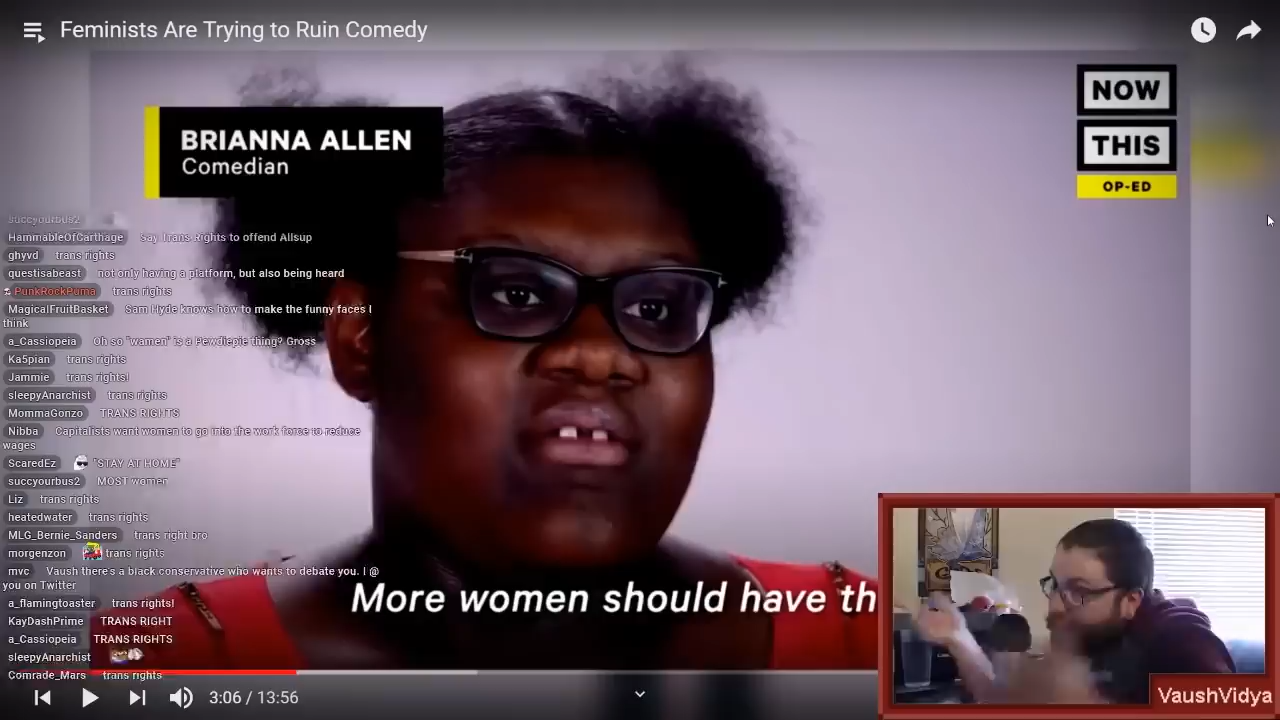 Feminists Are Trying to Ruin Comedy
NOW
THIS
OP-ED
BRIANNA ALLEN
Comedian
succyourbus2
HammableOfCarthage Say Trans Rights to offend Allsup
ghyvd trans rights
questisabeast not only having a platform, but also being heard
PunkRockPuma trans rights
MagicalFruitBasket Sam Hyde knows how to make the funny faces I
think
a_Cassiopeia Oh so "wamen" is a Pewdiepie thing? Gross
Ka5pian trans rights
Jammie trans rights!
sleepyAnarchist trans rights
MommaGonzo TRANS RIGHTS
Nibba Capitalists want women to go into the work force to reduce
wages
ScaredEz "STAY AT HOME"
succyourbus2 MOST women
Liz trans rights
heatedwater trans rights
MLG_Bernie_Sanders trans right bro
morgenzon trans rights
mvc Vaush there's a black conservative who wants to debate you. I @
you on Twitter
a_flamingtoaster trans rights!
KayDashPrime TRANS RIGHT
a_Cassiopeia TRANS RIGHTS
sleepyAnarchist
Comrade_Mars trans rights
More women should have th
3:06 / 13:56
VaushVidya